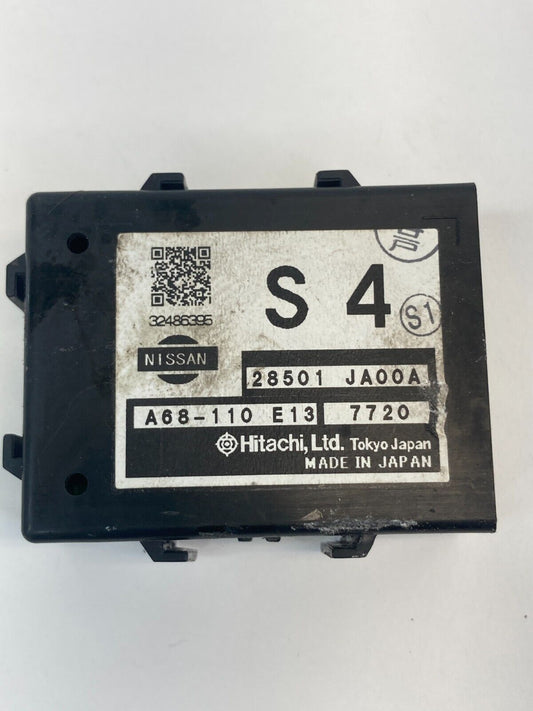 S 4
S1
32486395
NISSAN
28501 JA00A
A68-110 E13 7720
Hitachi, Ltd. Tokyo Japan
MADE IN JAPAN